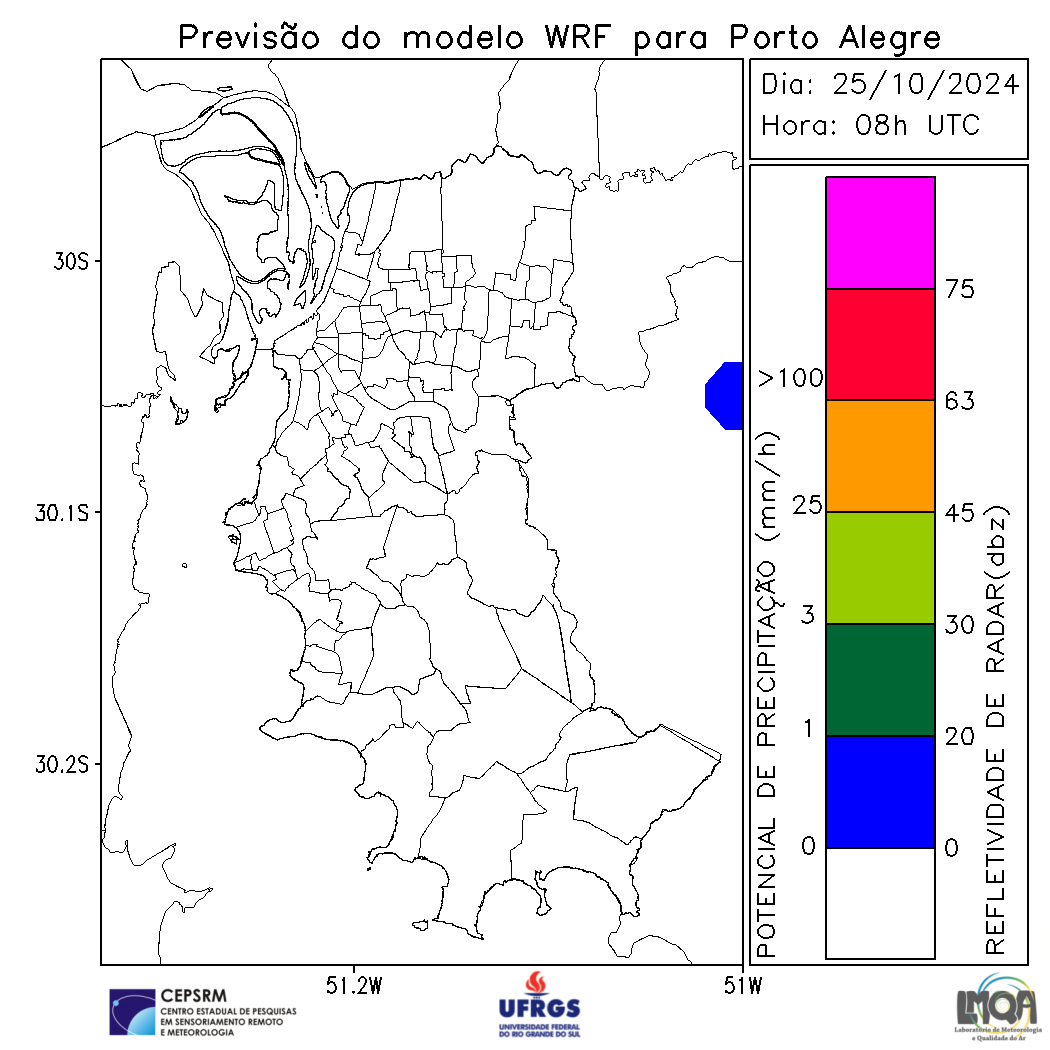 Previsão do modelo WRF para Porto Alegre
Dia: 25/10/2024
Hora: 08h UTC
30S
30.1S
30.2S
51.2W
51W
POTENCIAL DE PRECIPITAÇÃO (mm/h)
>100
25
3
1
0
75
63
45
30
20
0
REFLETIVIDADE DE RADAR(dbz)
CEPSRM
CENTRO ESTADUAL DE PESQUISAS
EM SENSORIAMENTO REMOTO
E METEOROLOGIA
UFRGS
UNIVERSIDADE FEDERAL
DO RIO GRANDE DO SUL
LMQA
Laboratório de Meteorologia
e Qualidade do Ar